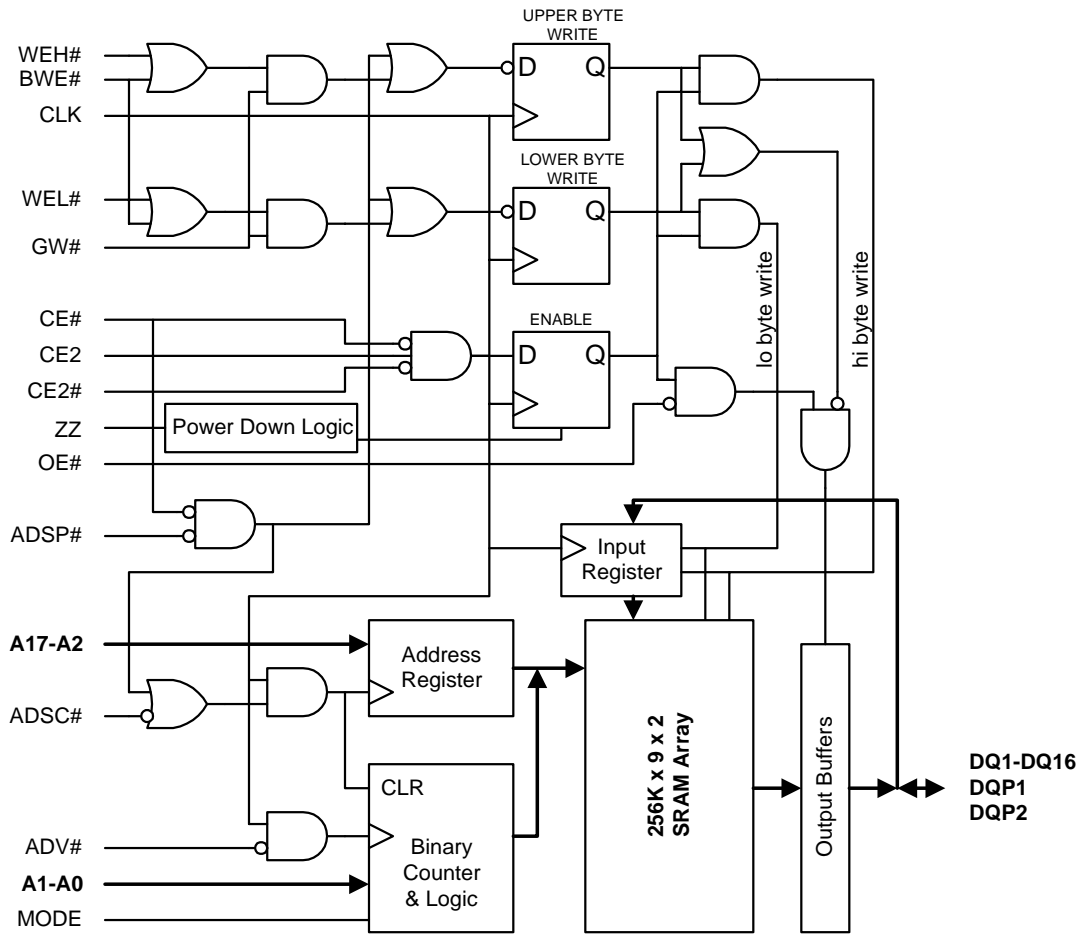 UPPER BYTE
WRITE
WEH#
BWE#
CLK
D
Q
LOWER BYTE
WRITE
WEL#
GW#
D
Q
lo byte write
hi byte write
CE#
CE2
CE2#
ENABLE
D
Q
ZZ
Power Down Logic
OE#
ADSP#
Input
Register
A17-A2
Address
Register
ADSC#
256K x 9 x 2
SRAM Array
Output Buffers
CLR
Binary
Counter
& Logic
ADV#
A1-A0
MODE
DQ1-DQ16
DQP1
DQP2